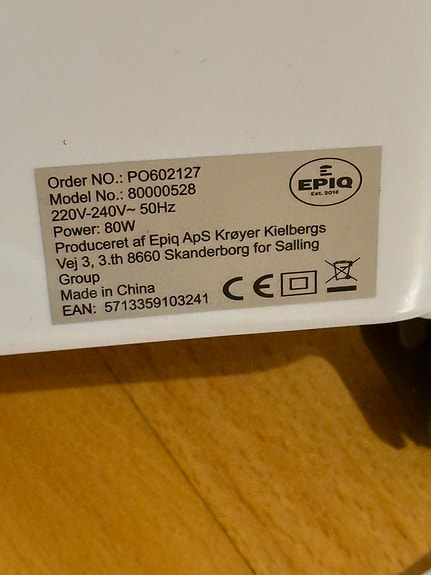 Order NO.: PO602127
Model No.: 80000528
220V-240V~ 50Hz
Power: 80W
Produceret af Epiq ApS Krøyer Kielbergs
Vej 3, 3.th 8660 Skanderborg for Salling
Group
Made in China
EAN: 5713359103241
EPIQ
Est. 2016
CE